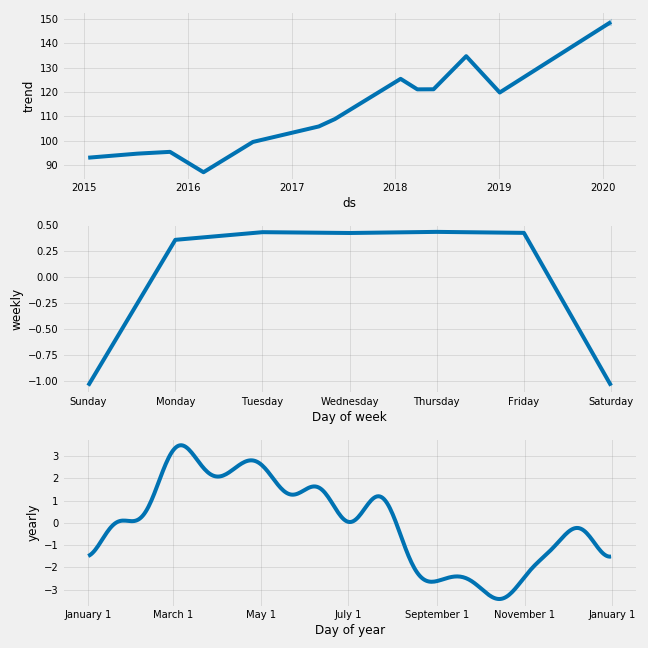 trend
150
140
130
120
110
100
90
2015 2016 2017 2018 2019 2020
ds
weekly
0.50
0.25
0.00
−0.25
−0.50
−0.75
−1.00
Sunday Monday Tuesday Wednesday Thursday Friday Saturday
Day of week
yearly
3
2
1
0
−1
−2
−3
January 1 March 1 May 1 July 1 September 1 November 1 January 1
Day of year